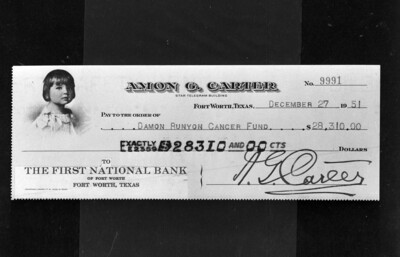 AMON G. CARTER
STAR-TELEGRAM BUILDING
No 9991
FORT WORTH, TEXAS, DECEMBER 27 1951
PAY TO THE ORDER OF
. . . . DAMON RUNYON CANCER FUND. . . . $28,310.00
EXACTLY $28310 AND 00 CTS DOLLARS
TO
THE FIRST NATIONAL BANK
OF FORT WORTH
FORT WORTH, TEXAS
A. G. Carter